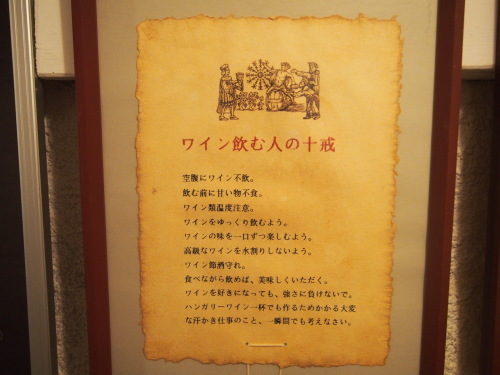 ワイン飲む人の十戒
空腹にワイン不飲。
飲む前に甘い物不食。
ワイン類温度注意。
ワインをゆっくり飲むよう。
ワインの味を一口ずつ楽しむよう。
高級なワインを水割りしないよう。
ワイン節酒守れ。
食べながら飲めば、美味しくいただく。
ワインを好きになっても、強さに負けないで。
ハンガリーワイン一杯でも作るためかかる大変
な汗かき仕事のこと、一瞬間でも考えなさい。